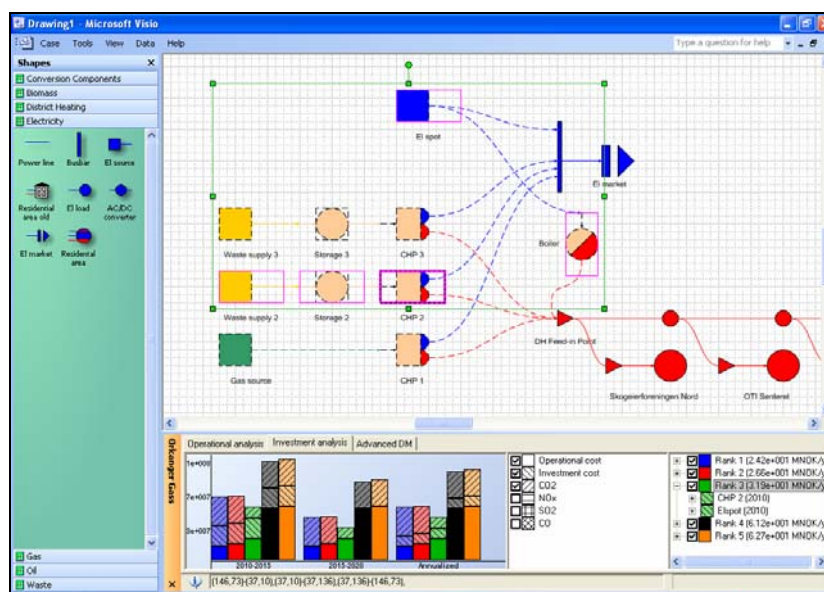 Drawing1 - Microsoft Visio
Case Tools View Data Help
Type a question for help
Shapes
Conversion Components
Biomass
District Heating
Electricity
Power line Busbar El source
Residential area old El load AC/DC converter
El market Residental area
Gas
Oil
Waste
El spot
El market
Boiler
Waste supply 3 Storage 3 CHP 3
Waste supply 2 Storage 2 CHP 2
DH Feed-in Point
Gas source CHP 1
Skogeierforeningen Nord OTI Senteret
Orkanger Gass
Operational analysis Investment analysis Advanced DM
1e+008
7e+007
3e+007
2010-2015 2015-2020 Annualized
Operational cost
Investment cost
CO2
NOx
SO2
CO
Rank 1 (2.42e+001 MNOK/y
Rank 2 (2.66e+001 MNOK/y
Rank 3 (3.19e+001 MNOK/y
CHP 2 (2010)
Elspot (2010)
Rank 4 (6.12e+001 MNOK/y
Rank 5 (6.27e+001 MNOK/y
(146,73)-(37,10),(37,10)-(37,136),(37,136)-(146,73),